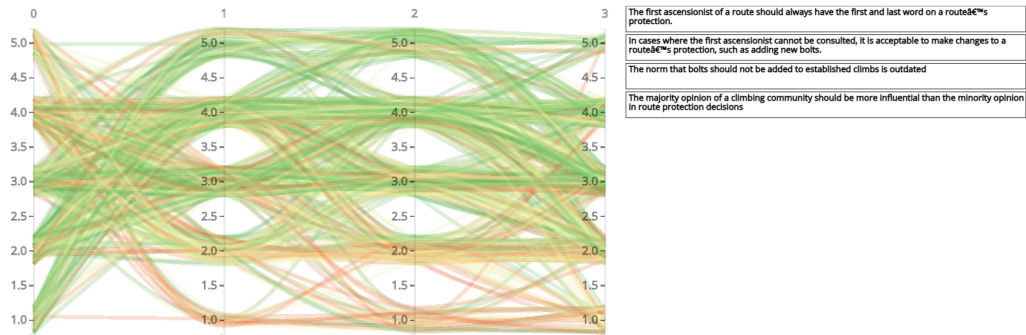 0 1 2 3
5.0 5.0 5.0 5.0
4.5 4.5 4.5 4.5
4.0 4.0 4.0 4.0
3.5 3.5 3.5 3.5
3.0 3.0 3.0 3.0
2.5 2.5 2.5 2.5
2.0 2.0 2.0 2.0
1.5 1.5 1.5 1.5
1.0 1.0 1.0 1.0
The first ascensionist of a route should always have the first and last word on a routeâ€™s
protection.
In cases where the first ascensionist cannot be consulted, it is acceptable to make changes to a
routeâ€™s protection, such as adding new bolts.
The norm that bolts should not be added to established climbs is outdated
The majority opinion of a climbing community should be more influential than the minority opinion
in route protection decisions